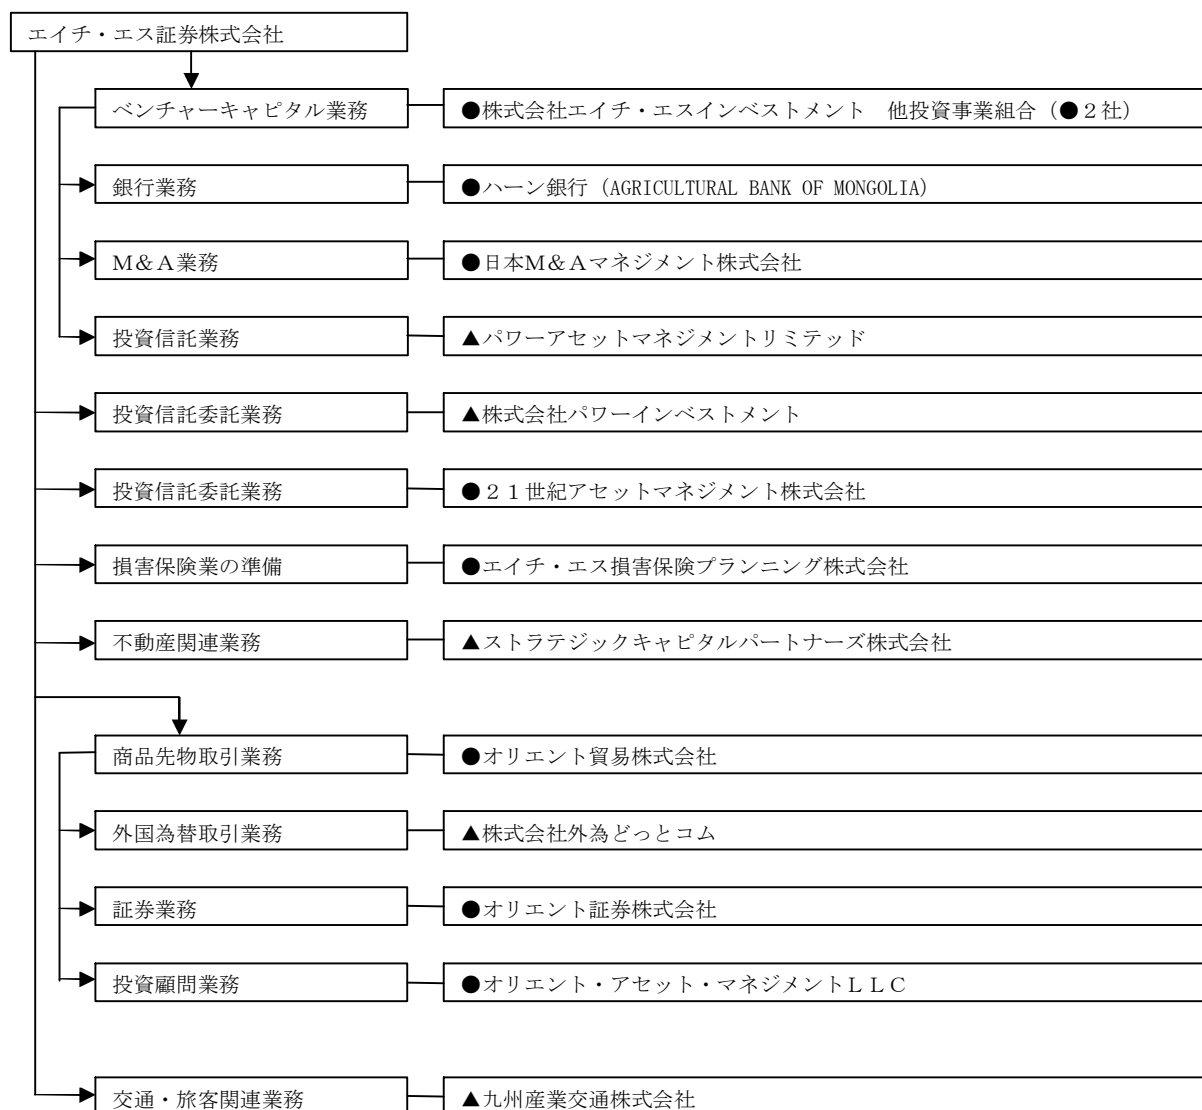 エイチ・エス証券株式会社
ベンチャーキャピタル業務 ●株式会社エイチ・エスインベストメント 他投資事業組合(●2社)
銀行業務 ●ハーン銀行(AGRICULTURAL BANK OF MONGOLIA)
M&A業務 ●日本M&Aマネジメント株式会社
投資信託業務 ▲パワーアセットマネジメントリミテッド
投資信託委託業務 ▲株式会社パワーインベストメント
投資信託委託業務 ●21世紀アセットマネジメント株式会社
損害保険業の準備 ●エイチ・エス損害保険プランニング株式会社
不動産関連業務 ▲ストラテジックキャピタルパートナーズ株式会社
商品先物取引業務 ●オリエント貿易株式会社
外国為替取引業務 ▲株式会社外為どっとコム
証券業務 ●オリエント証券株式会社
投資顧問業務 ●オリエント・アセット・マネジメントLLC
交通・旅客関連業務 ▲九州産業交通株式会社